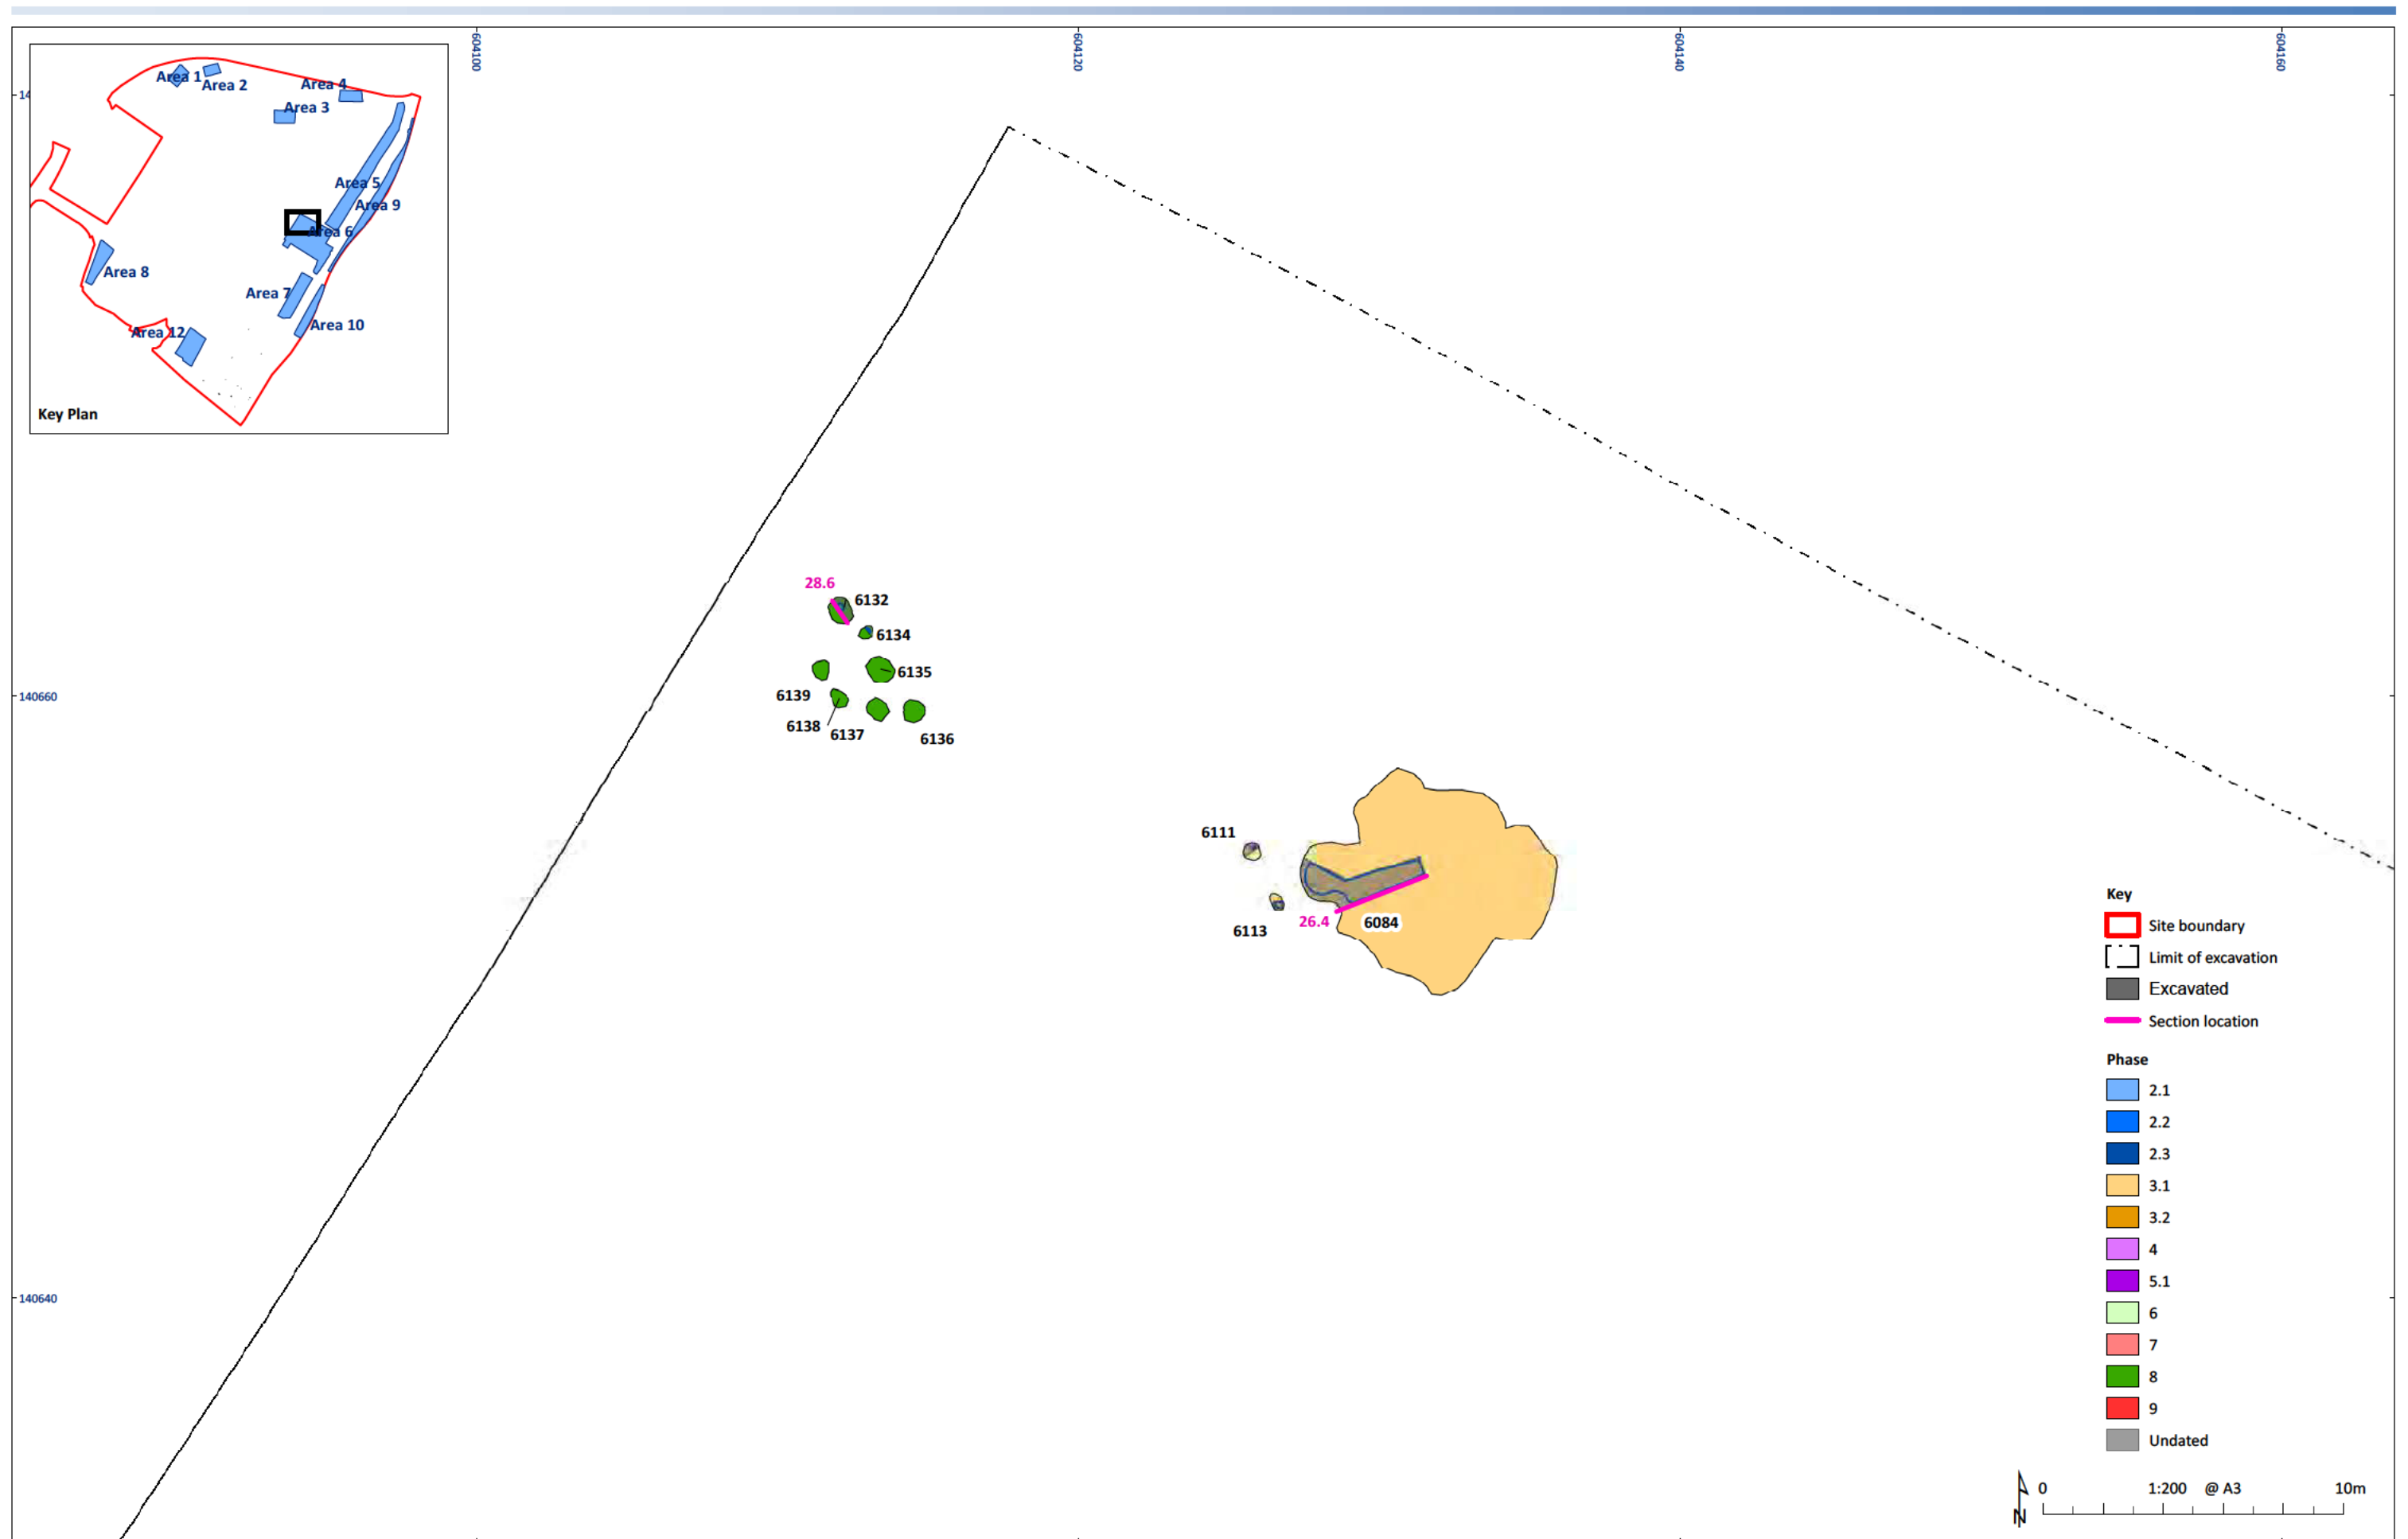 604100
604120
604140
604160
Area 1
Area 2
Area 4
Area 3
Area 5
Area 9
Area 6
Area 8
Area 7
Area 10
Area 12
Key Plan
14
28.6
6132
6134
6135
140660
6139
6138
6137
6136
6111
6113
26.4
6084
Key
Site boundary
Limit of excavation
Excavated
Section location
Phase
2.1
2.2
2.3
3.1
3.2
4
5.1
6
7
8
9
Undated
140640
0 1:200 @ A3 10m
N